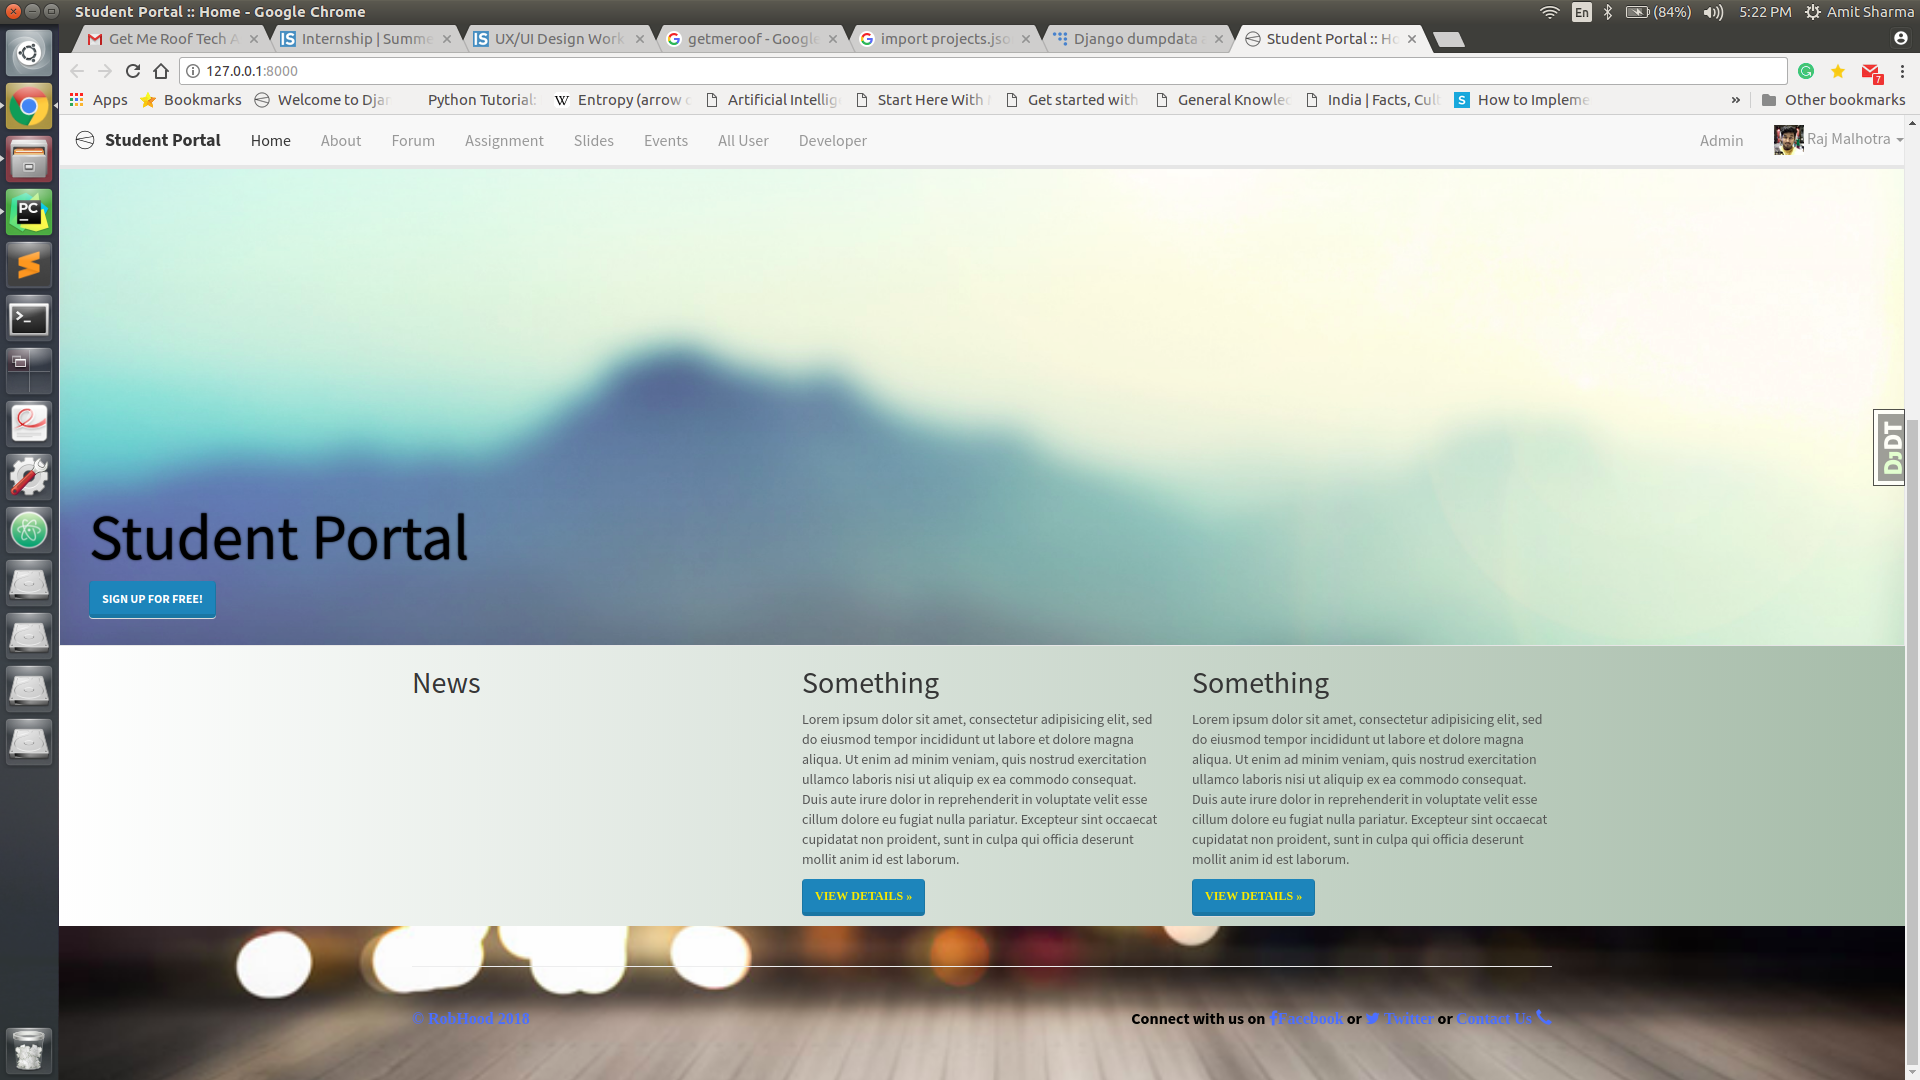 Student Portal :: Home - Google Chrome
En (84%) 5:22 PM Amit Sharma
Get Me Roof Tech A Internship | Summe UX/UI Design Work getmeroof - Google import projects.jso Django dumpdata Student Portal :: Ho
127.0.0.1:8000
7
Apps Bookmarks Welcome to Djan Python Tutorial: W Entropy (arrow o Artificial Intellig Start Here With Get started with General Knowlec India | Facts, Cult S How to Impleme » Other bookmarks
Student Portal Home About Forum Assignment Slides Events All User Developer Admin Raj Malhotra
PC
DJDT
Student Portal
SIGN UP FOR FREE!
News
Something
Lorem ipsum dolor sit amet, consectetur adipisicing elit, sed
do eiusmod tempor incididunt ut labore et dolore magna
aliqua. Ut enim ad minim veniam, quis nostrud exercitation
ullamco laboris nisi ut aliquip ex ea commodo consequat.
Duis aute irure dolor in reprehenderit in voluptate velit esse
cillum dolore eu fugiat nulla pariatur. Excepteur sint occaecat
cupidatat non proident, sunt in culpa qui officia deserunt
mollit anim id est laborum.
VIEW DETAILS »
Something
Lorem ipsum dolor sit amet, consectetur adipisicing elit, sed
do eiusmod tempor incididunt ut labore et dolore magna
aliqua. Ut enim ad minim veniam, quis nostrud exercitation
ullamco laboris nisi ut aliquip ex ea commodo consequat.
Duis aute irure dolor in reprehenderit in voluptate velit esse
cillum dolore eu fugiat nulla pariatur. Excepteur sint occaecat
cupidatat non proident, sunt in culpa qui officia deserunt
mollit anim id est laborum.
VIEW DETAILS »
© RobHood 2018
Connect with us on Facebook or Twitter or Contact Us